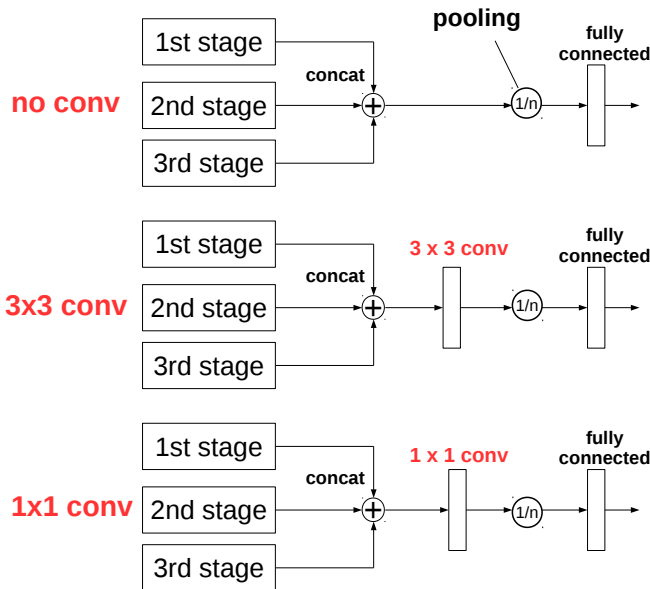 pooling
1st stage
fully
connected
concat
no conv
2nd stage
1/n
3rd stage
1st stage
3 x 3 conv
fully
connected
concat
3x3 conv
2nd stage
1/n
3rd stage
1st stage
1 x 1 conv
fully
connected
concat
1x1 conv
2nd stage
1/n
3rd stage